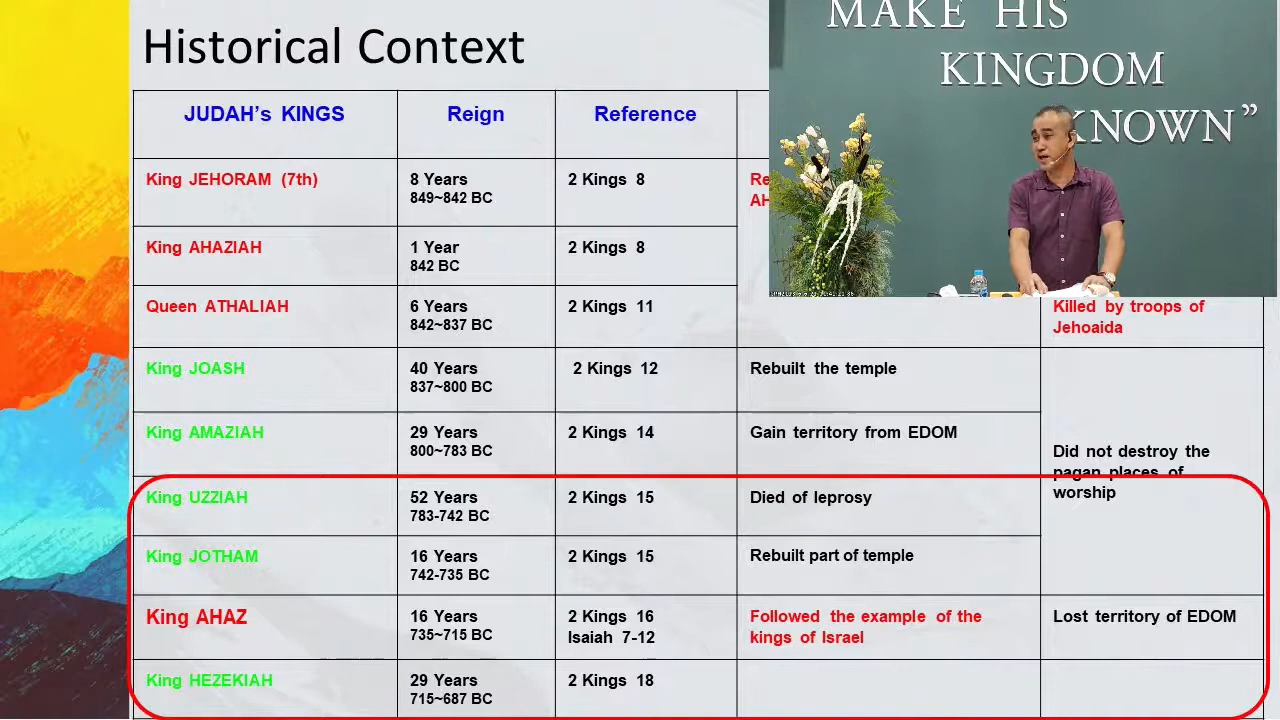 Historical Context
MAKE HIS
KINGDOM
KNOWN”
JUDAH’s KINGS Reign Reference
King JEHORAM (7th) 8 Years 2 Kings 8
849~842 BC
King AHAZIAH 1 Year 2 Kings 8
842 BC
Queen ATHALIAH 6 Years 2 Kings 11 Killed by troops of
842~837 BC Jehoaida
King JOASH 40 Years 2 Kings 12 Rebuilt the temple
837~800 BC
King AMAZIAH 29 Years 2 Kings 14 Gain territory from EDOM
800~783 BC
Did not destroy the
pagan places of
worship
King UZZIAH 52 Years 2 Kings 15 Died of leprosy
783-742 BC
King JOTHAM 16 Years 2 Kings 15 Rebuilt part of temple
742-735 BC
King AHAZ 16 Years 2 Kings 16 Followed the example of the Lost territory of EDOM
735~715 BC Isaiah 7-12 kings of Israel
King HEZEKIAH 29 Years 2 Kings 18
715~687 BC